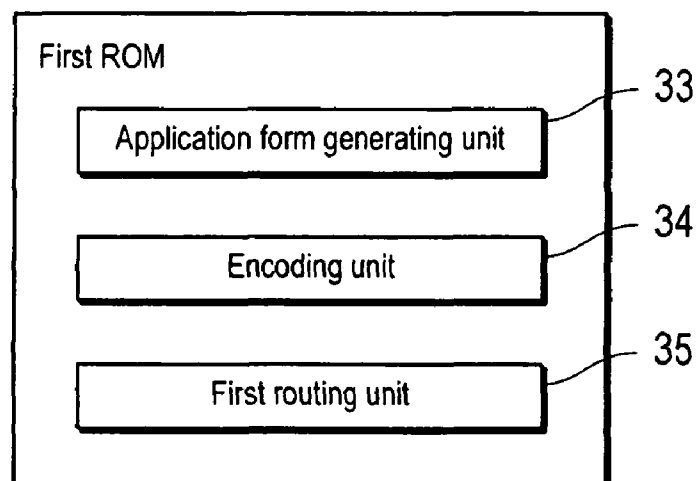 First ROM
33
Application form generating unit
34
Encoding unit
35
First routing unit